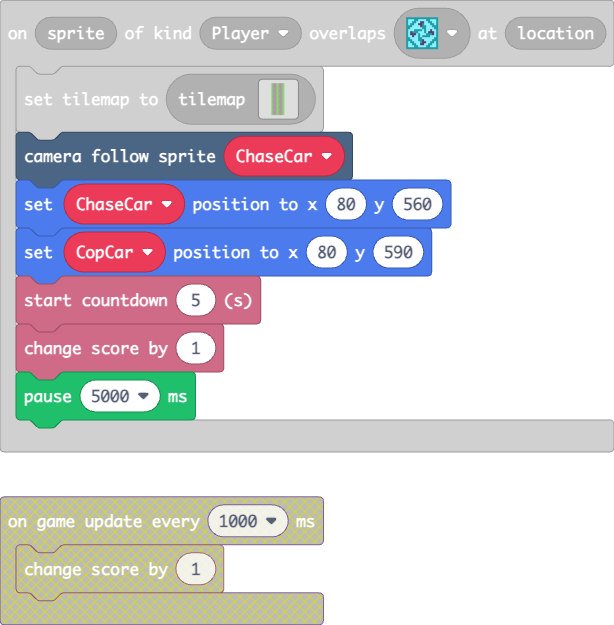 on sprite of kind Player overlaps at location
set tilemap to tilemap
camera follow sprite ChaseCar
set ChaseCar position to x 80 y 560
set CopCar position to x 80 y 590
start countdown 5 (s)
change score by 1
pause 5000 ms
on game update every 1000 ms
change score by 1